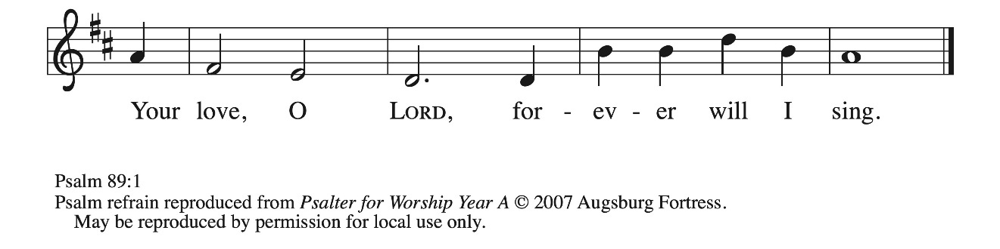 Your love, O LORD, for - ev - er will I sing.
Psalm 89:1
Psalm refrain reproduced from Psalter for Worship Year A © 2007 Augsburg Fortress.
May be reproduced by permission for local use only.